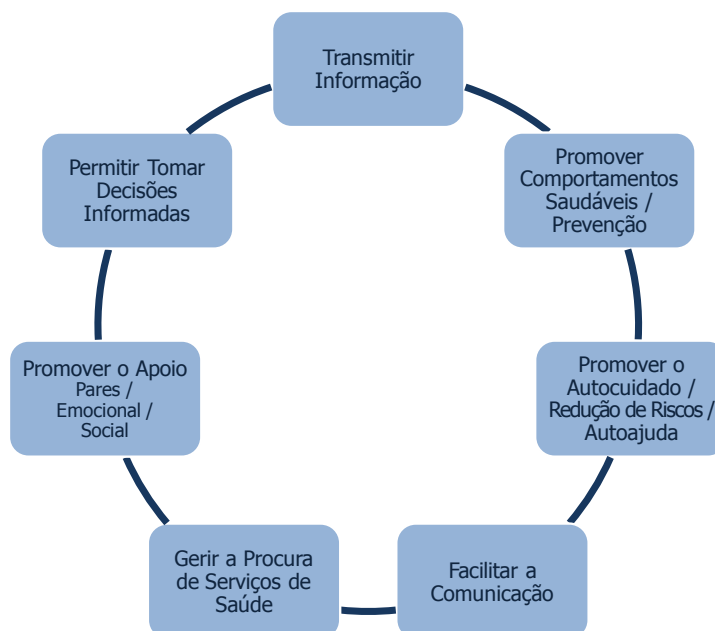 Transmitir
Informação
Promover
Comportamentos
Saudáveis /
Prevenção
Promover o
Autocuidado /
Redução de Riscos /
Autoajuda
Facilitar a
Comunicação
Gerir a Procura
de Serviços de
Saúde
Promover o Apoio
Pares /
Emocional /
Social
Permitir Tomar
Decisões
Informadas